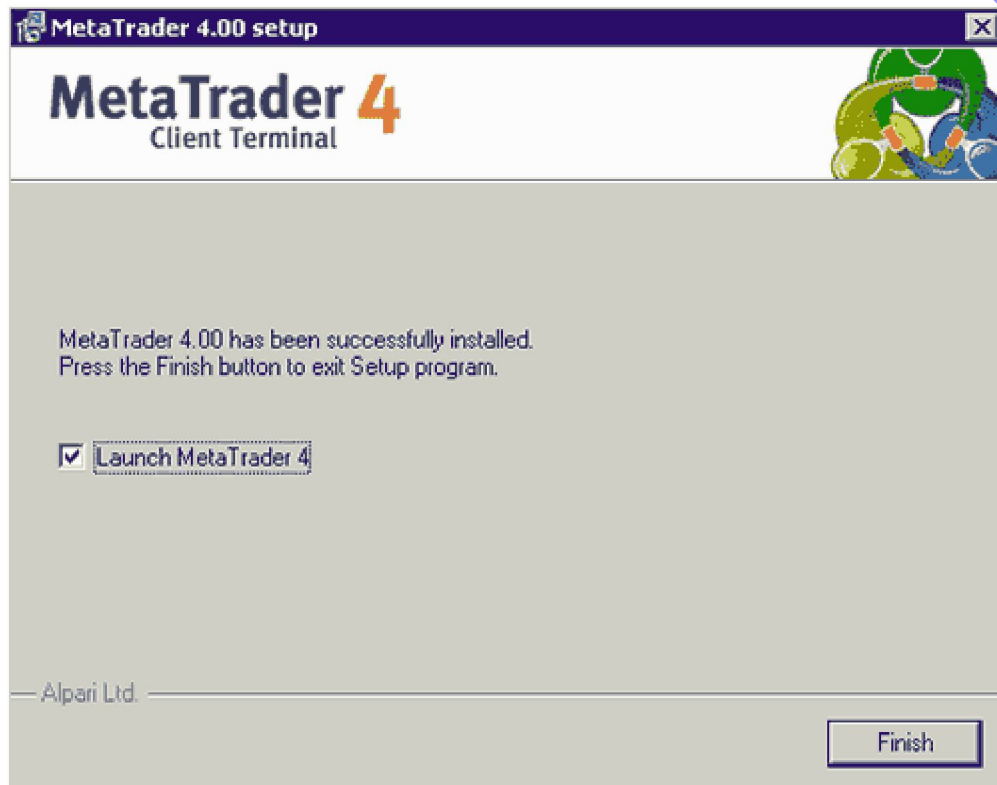 MetaTrader 4.00 setup
MetaTrader 4
Client Terminal
MetaTrader 4.00 has been successfully installed.
Press the Finish button to exit Setup program.
Launch MetaTrader 4
Alpari Ltd.
Finish